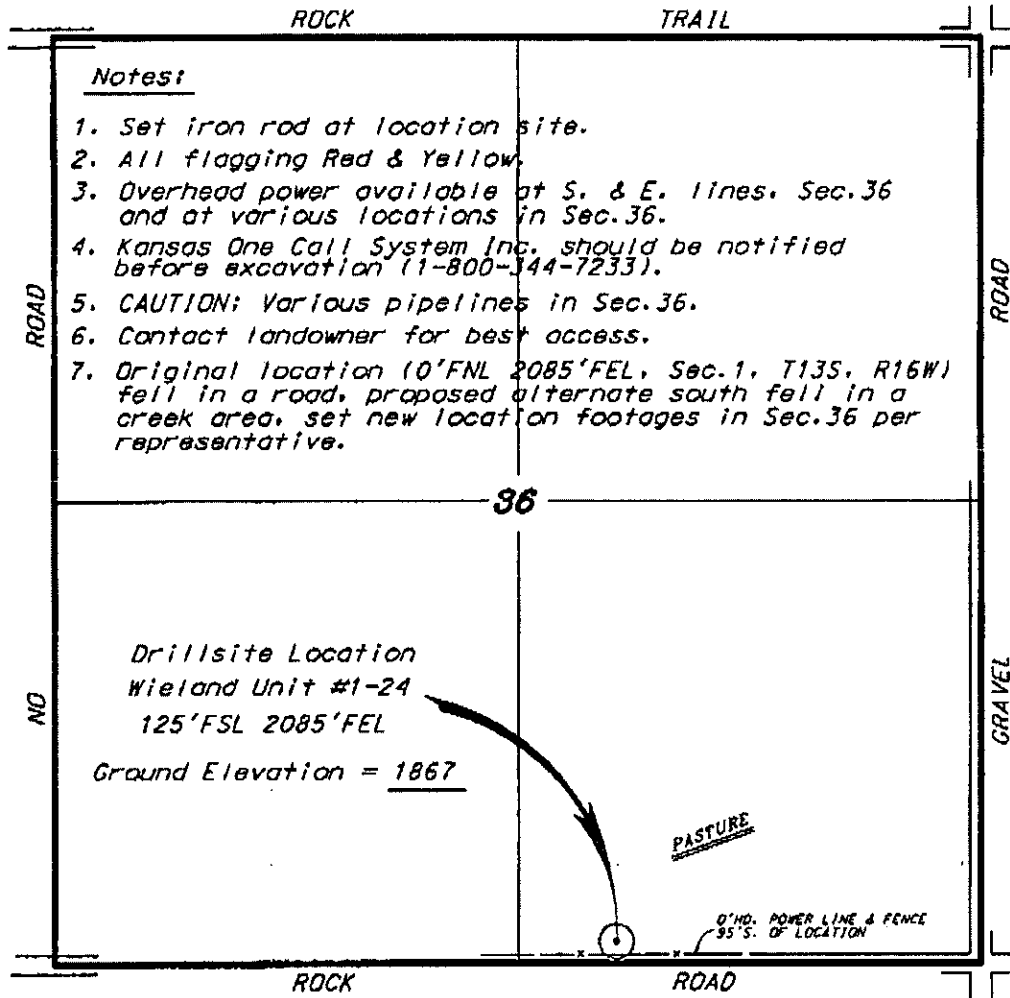 ROCK TRAIL
Notes:
1. Set iron rod at location site.
2. All flagging Red & Yellow.
3. Overhead power available at S. & E. lines, Sec.36
and at various locations in Sec.36.
4. Kansas One Call System Inc. should be notified
before excavation (1-800-344-7233).
5. CAUTION: Various pipelines in Sec.36.
6. Contact landowner for best access.
7. Original location (0'FNL 2085'FEL, Sec.1, T13S, R16W)
fell in a road, proposed alternate south fell in a
creek area, set new location footages in Sec.36 per
representative.
NO ROAD
GRAVEL ROAD
36
Drillsite Location
Wieland Unit #1-24
125'FSL 2085'FEL
Ground Elevation = 1867
PASTURE
O'HD. POWER LINE & FENCE
95'S. OF LOCATION
ROCK ROAD